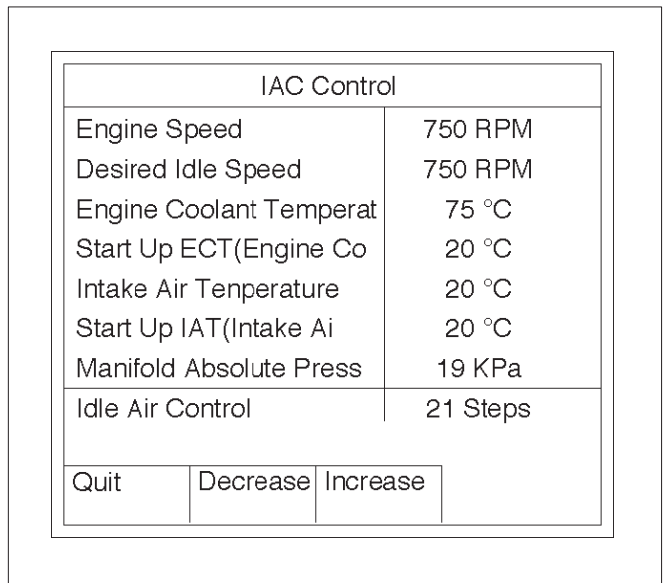 IAC Control
Engine Speed 750 RPM
Desired Idle Speed 750 RPM
Engine Coolant Temperat 75 °C
Start Up ECT(Engine Co 20 °C
Intake Air Tenperature 20 °C
Start Up IAT(Intake Ai 20 °C
Manifold Absolute Press 19 KPa
Idle Air Control 21 Steps
Quit Decrease Increase